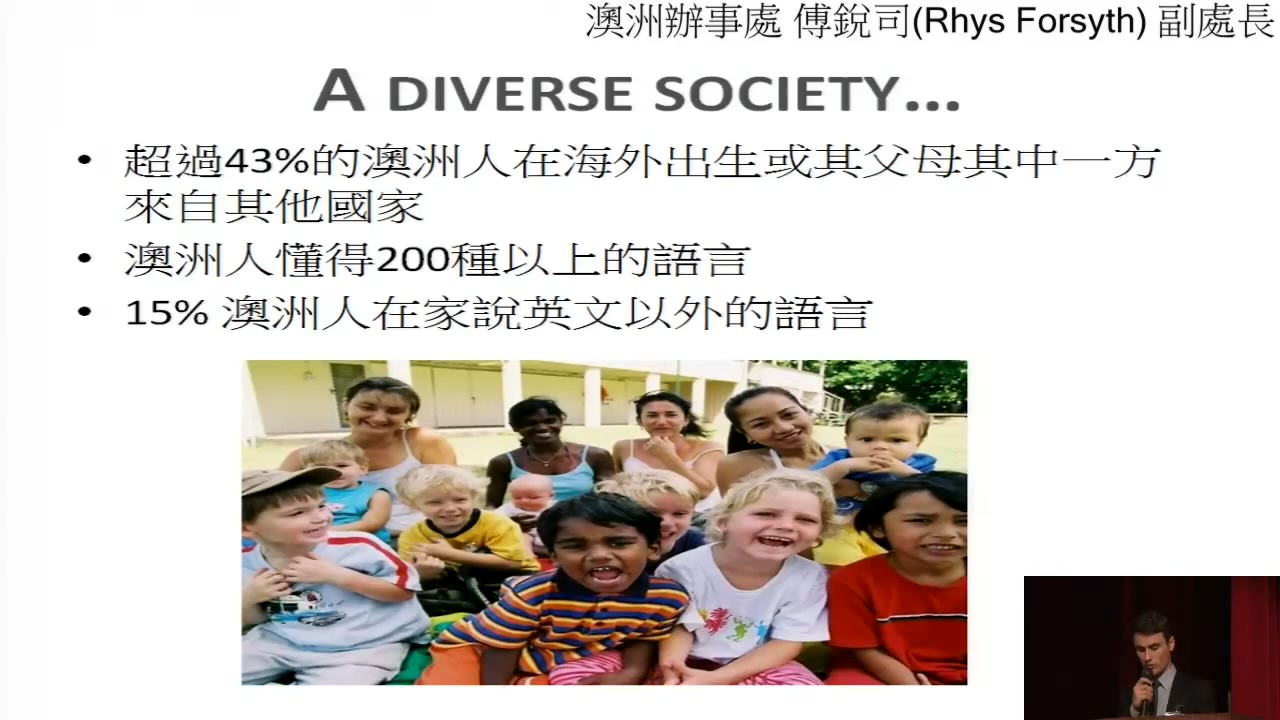 澳洲辦事處 傅銳司(Rhys Forsyth) 副處長
A DIVERSE SOCIETY...
• 超過43%的澳洲人在海外出生或其父母其中一方
來自其他國家
• 澳洲人懂得200種以上的語言
• 15% 澳洲人在家說英文以外的語言